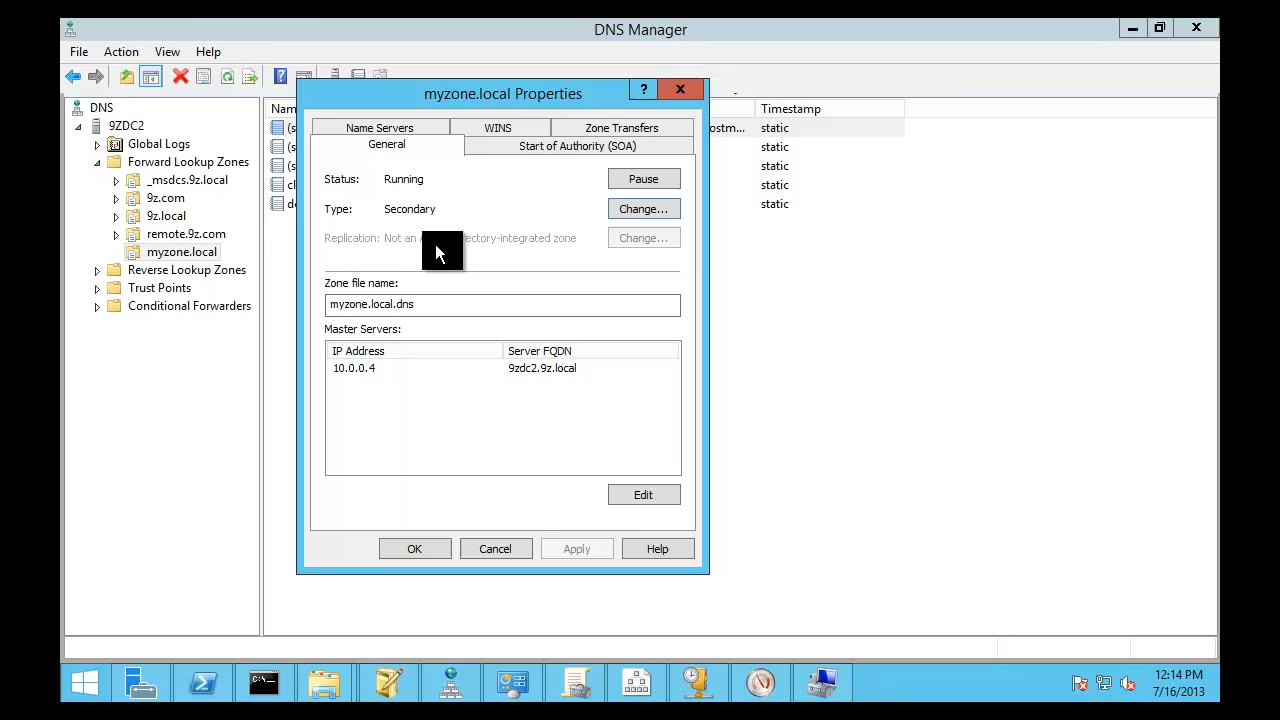 DNS Manager
File Action View Help
DNS
9ZDC2
Global Logs
Forward Lookup Zones
_msdcs.9z.local
9z.com
9z.local
remote.9z.com
myzone.local
Reverse Lookup Zones
Trust Points
Conditional Forwarders
Timestamp
static
static
static
static
static
myzone.local Properties
Name Servers WINS Zone Transfers
General Start of Authority (SOA)
Status: Running Pause
Type: Secondary Change...
Replication: Not an zone Change...
Zone file name:
myzone.local.dns
Master Servers:
IP Address Server FQDN
10.0.0.4 9zdc2.9z.local
Edit
OK Cancel Apply Help
12:14 PM
7/16/2013